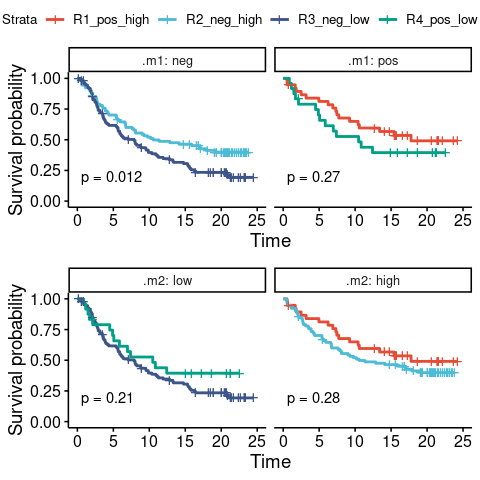 Strata R1_pos_high R2_neg_high R3_neg_low R4_pos_low
.m1: neg .m1: pos
Survival probability
1.00
0.75
0.50
0.25
0.00
p = 0.012 p = 0.27
0 5 10 15 20 25 0 5 10 15 20 25
Time
.m2: low .m2: high
Survival probability
1.00
0.75
0.50
0.25
0.00
p = 0.21 p = 0.28
0 5 10 15 20 25 0 5 10 15 20 25
Time